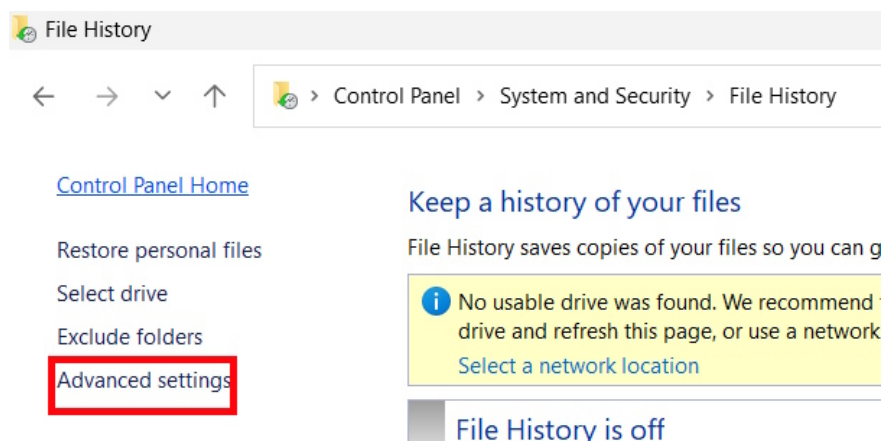 File History
Control Panel > System and Security > File History
Control Panel Home
Restore personal files
Select drive
Exclude folders
Advanced settings
Keep a history of your files
File History saves copies of your files so you can g
No usable drive was found. We recommend
drive and refresh this page, or use a network
Select a network location
File History is off